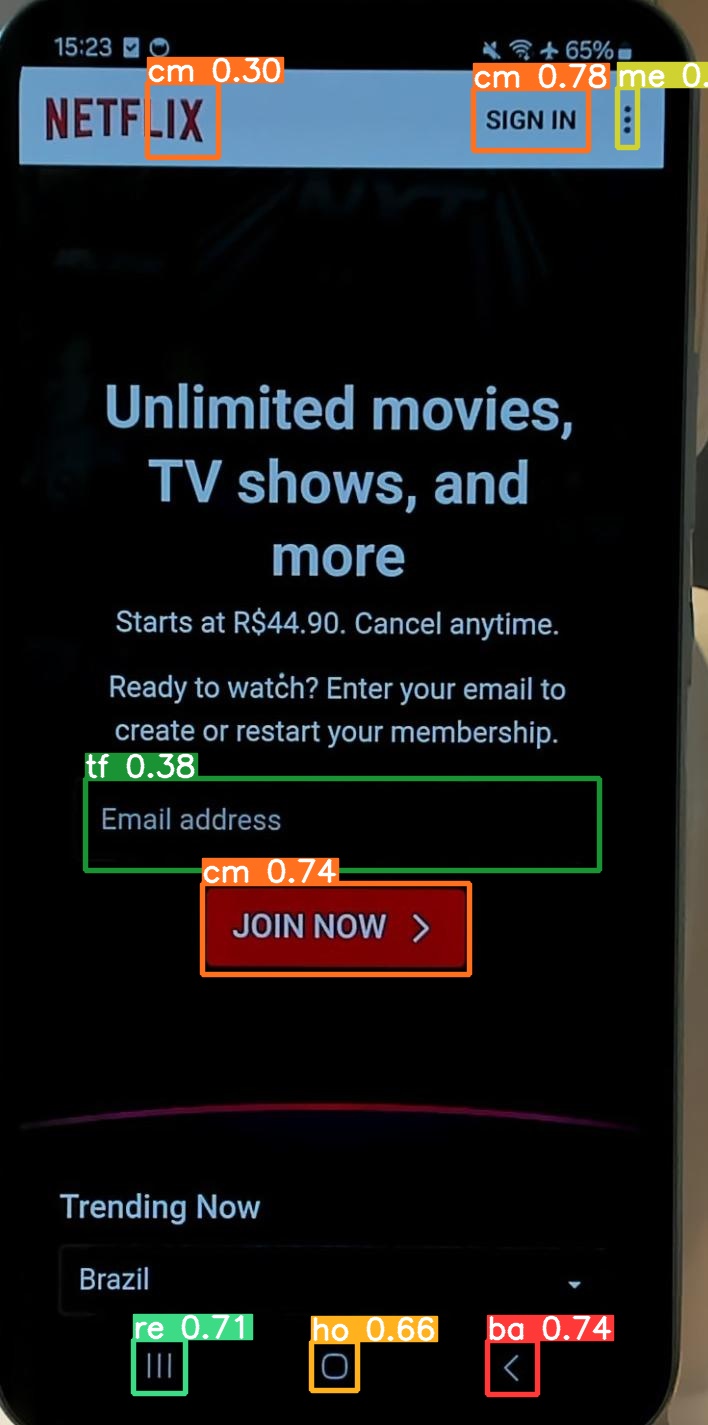 15:23 65%
cm 0.30 cm 0.78 me 0.
NETFLIX SIGN IN
Unlimited movies,
TV shows, and
more
Starts at R$44.90. Cancel anytime.
Ready to watch? Enter your email to
create or restart your membership.
tf 0.38
Email address
cm 0.74
JOIN NOW
Trending Now
Brazil
re 0.71 ho 0.66 ba 0.74